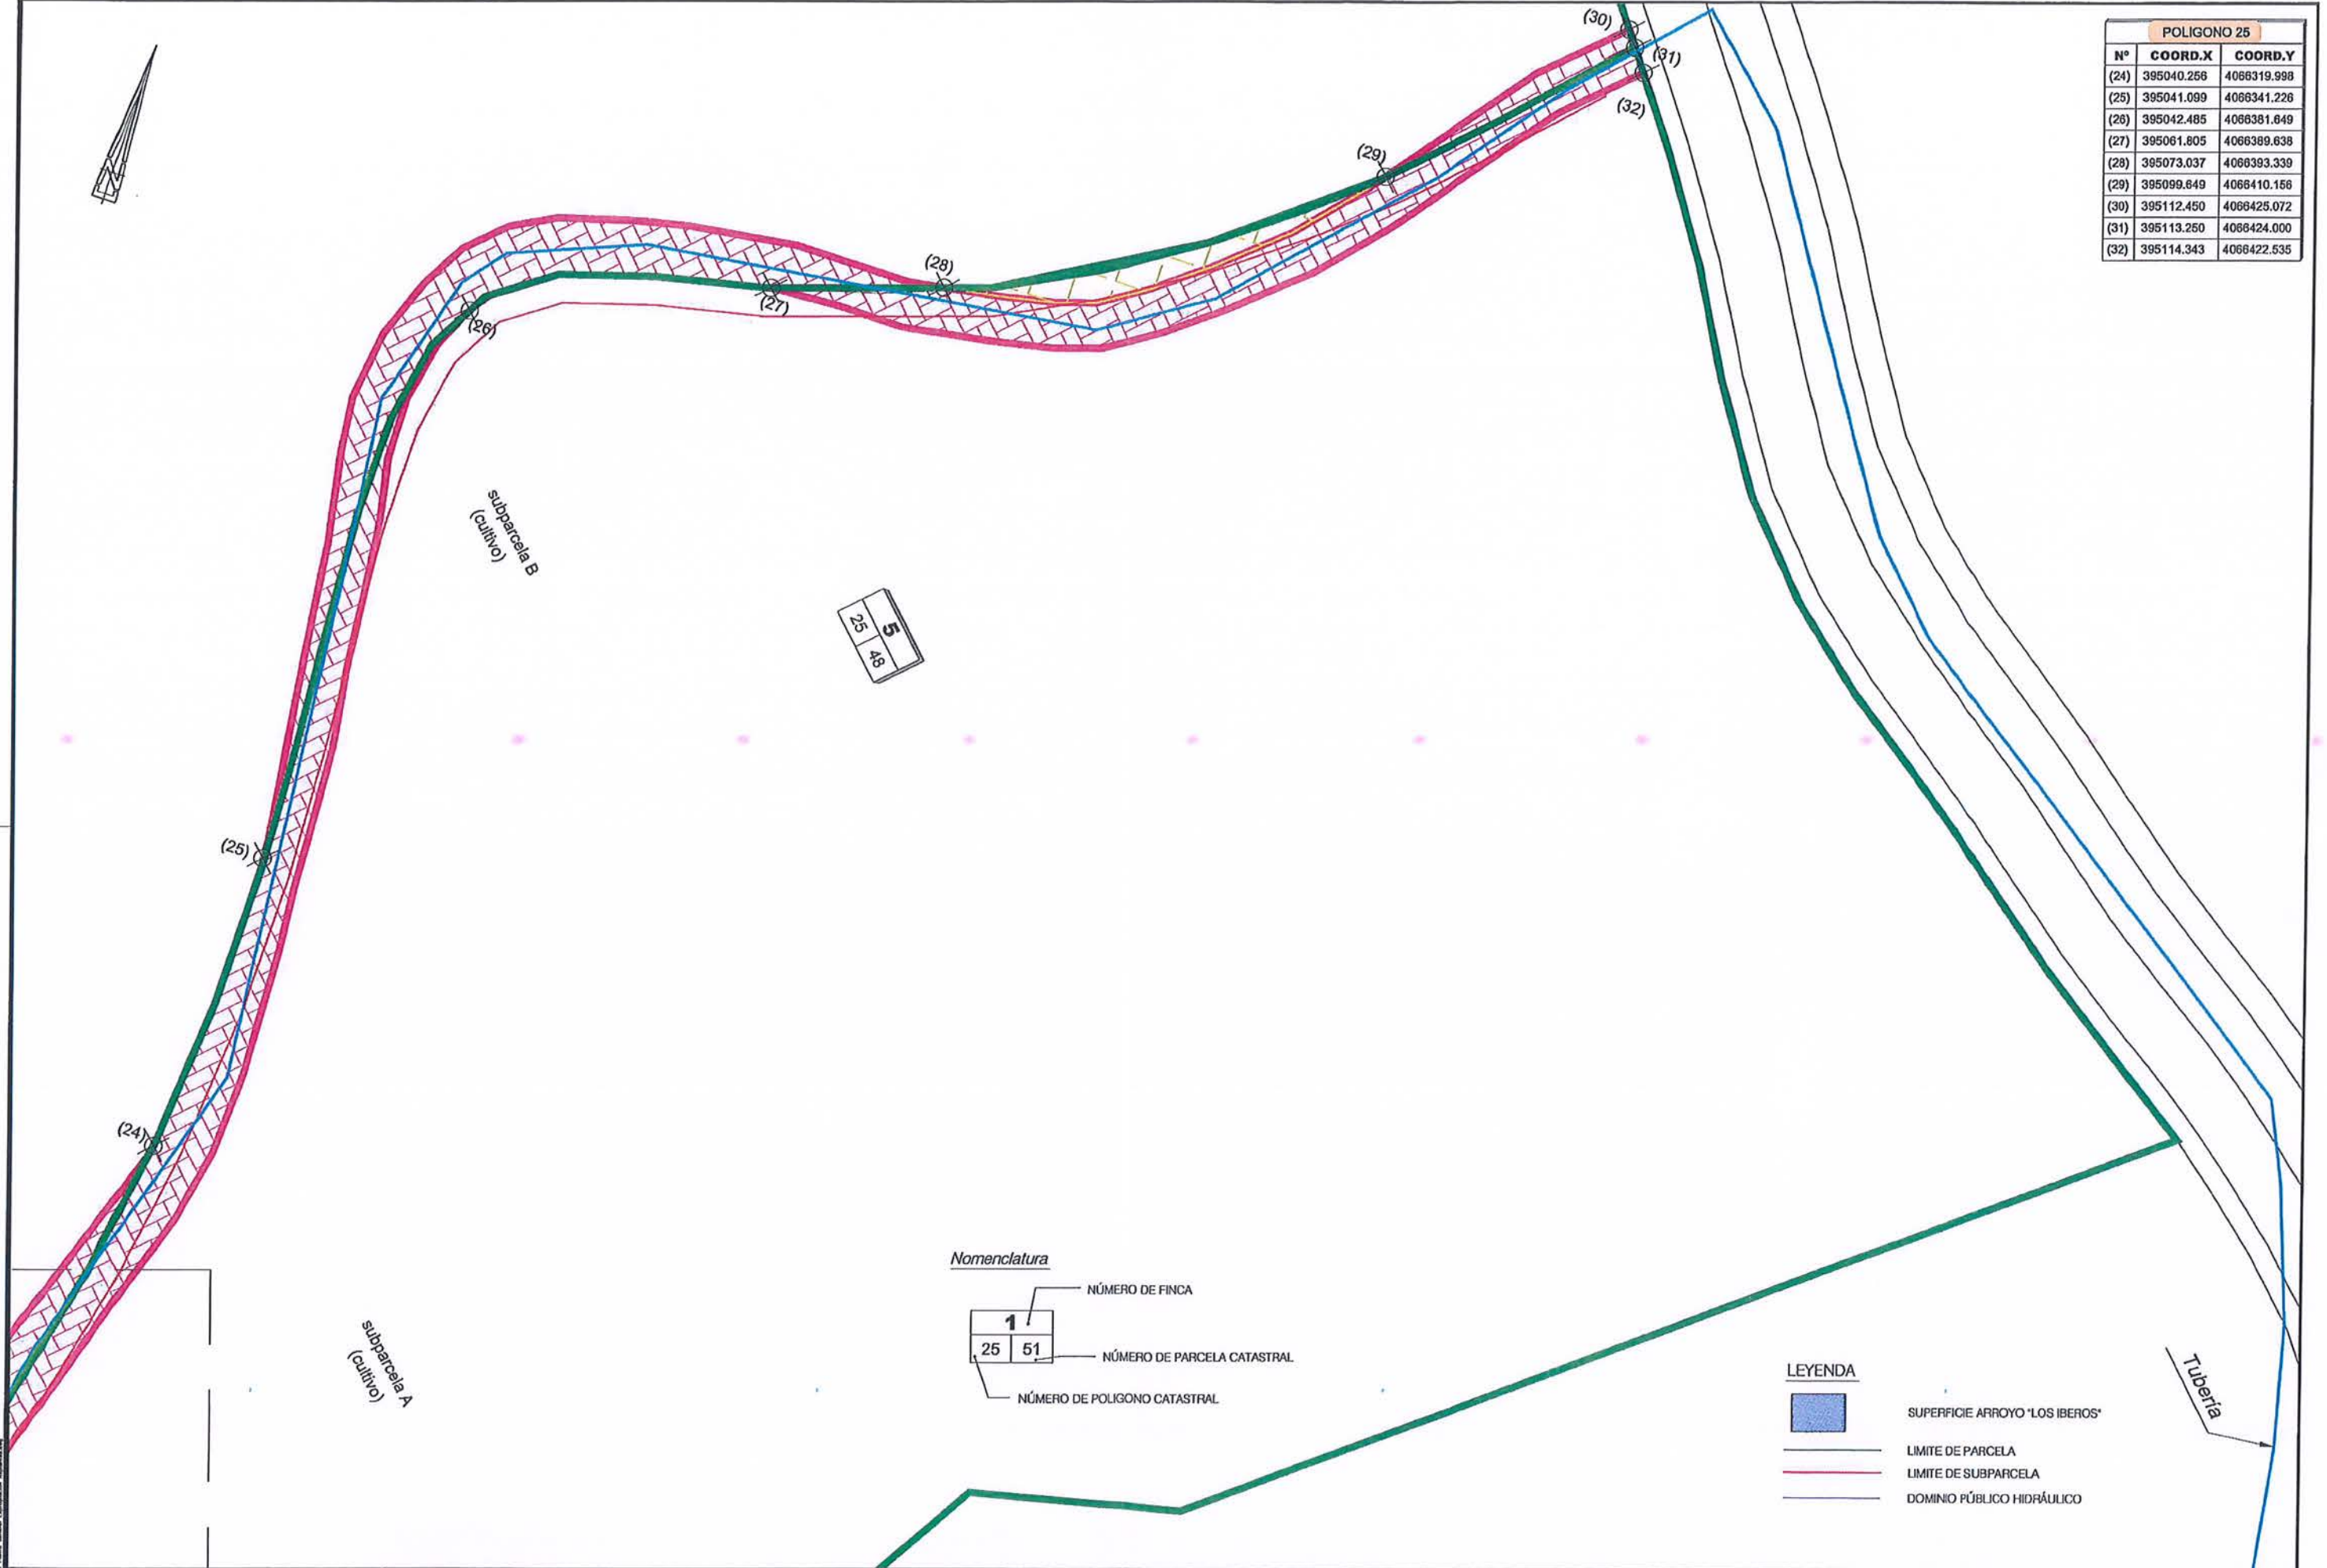 POLIGONO 25
Nº COORD.X COORD.Y
(24) 395040.256 4066319.998
(25) 395041.099 4066341.226
(26) 395042.485 4066381.649
(27) 395061.805 4066389.638
(28) 395073.037 4066393.339
(29) 395099.649 4066410.156
(30) 395112.450 4066425.072
(31) 395113.250 4066424.000
(32) 395114.343 4066422.535
(30)
(31)
(32)
(29)
(28)
(27)
(26)
subparcela B
(cultivo)
5
25 48
(25)
(24)
subparcela A
(cultivo)
Nomenclatura
NÚMERO DE FINCA
1
25 51
NÚMERO DE PARCELA CATASTRAL
NÚMERO DE POLIGONO CATASTRAL
LEYENDA
SUPERFICIE ARROYO "LOS IBEROS"
LIMITE DE PARCELA
LIMITE DE SUBPARCELA
DOMINIO PÚBLICO HIDRÁULICO
Tubería